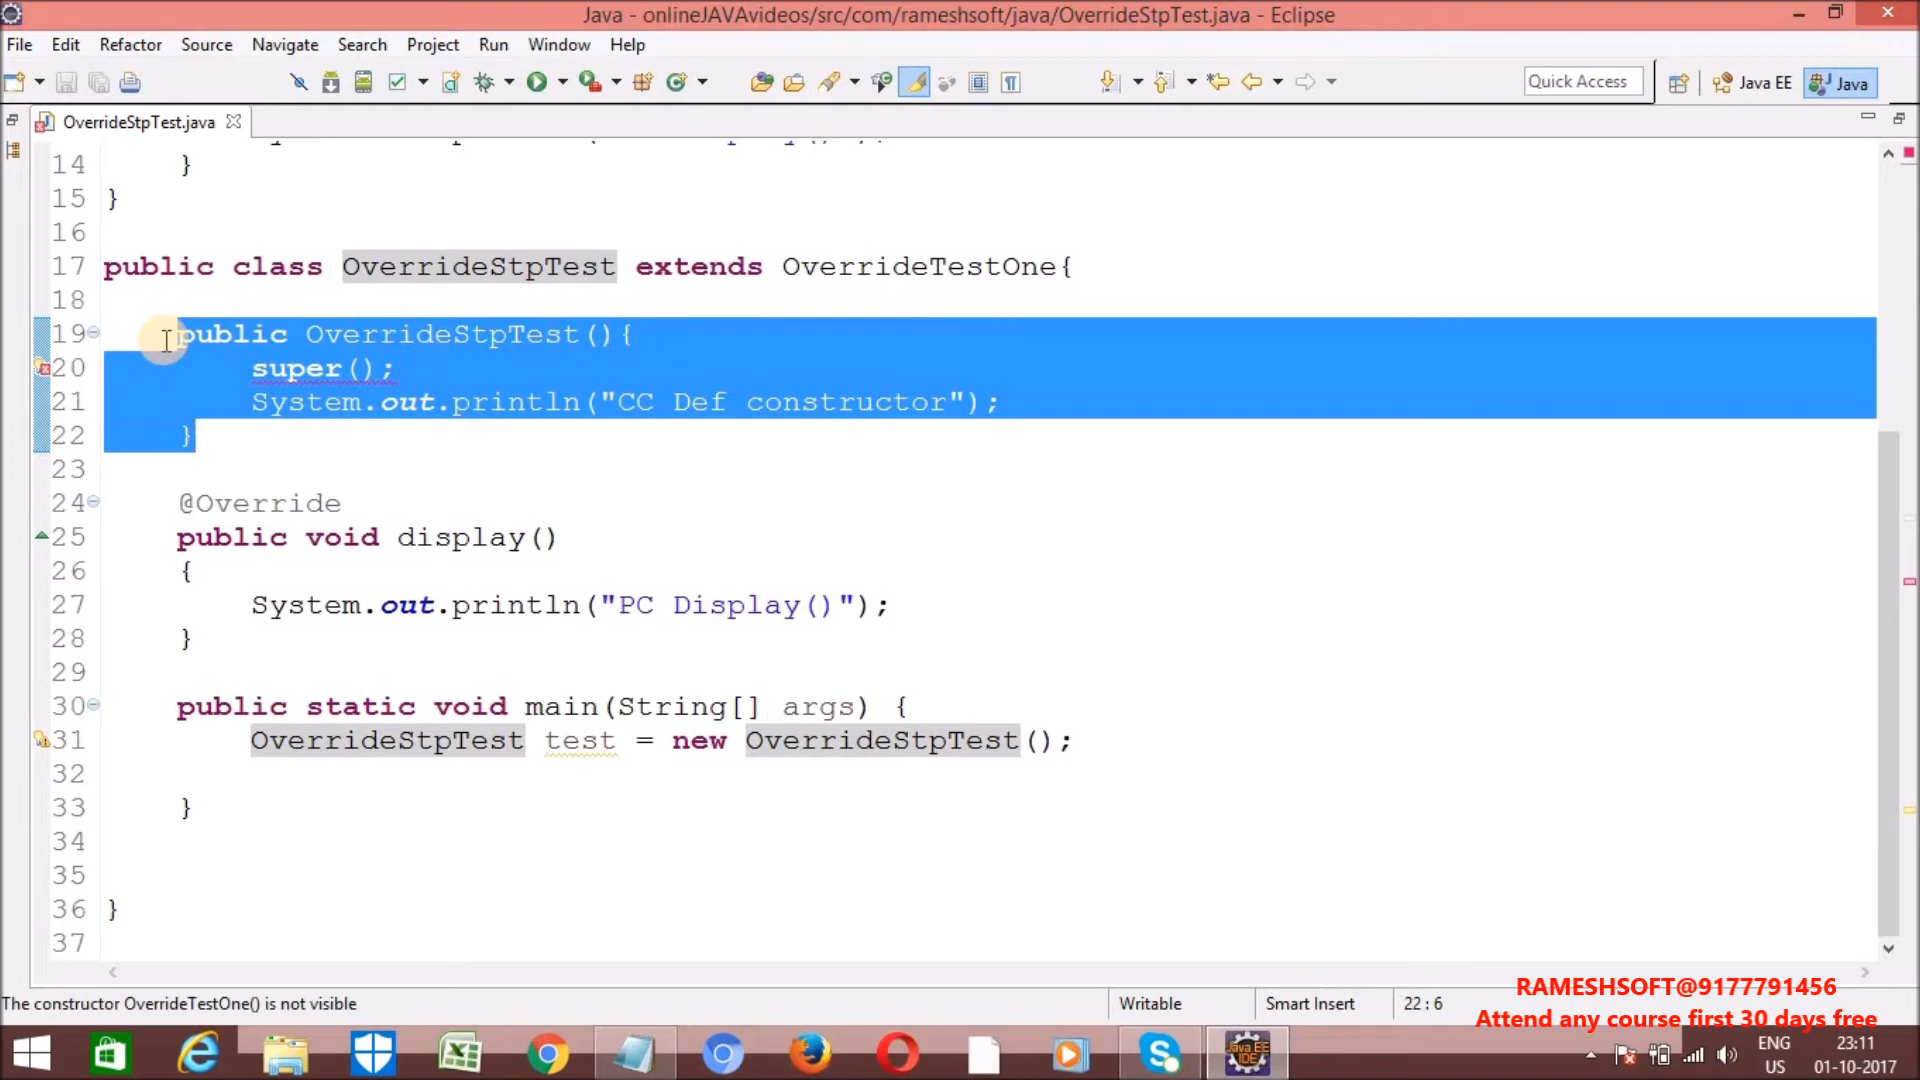 Java - onlineJAVAvideos/src/com/rameshsoft/java/OverrideStpTest.java - Eclipse
File Edit Refactor Source Navigate Search Project Run Window Help
Quick Access
Java EE
Java
OverrideStpTest.java
14 }
15 }
16
17 public class OverrideStpTest extends OverrideTestOne{
18
19 public OverrideStpTest(){
20 super();
21 System.out.println("CC Def constructor");
22 }
23
24 @Override
25 public void display()
26 {
27 System.out.println("PC Display()");
28 }
29
30 public static void main(String[] args) {
31 OverrideStpTest test = new OverrideStpTest();
32
33 }
34
35
36 }
37
The constructor OverrideTestOne() is not visible
Writable
Smart Insert
22 : 6
RAMESHSOFT@9177791456
Attend any course first 30 days free
Java EE
IDE
ENG
US
23:11
01-10-2017